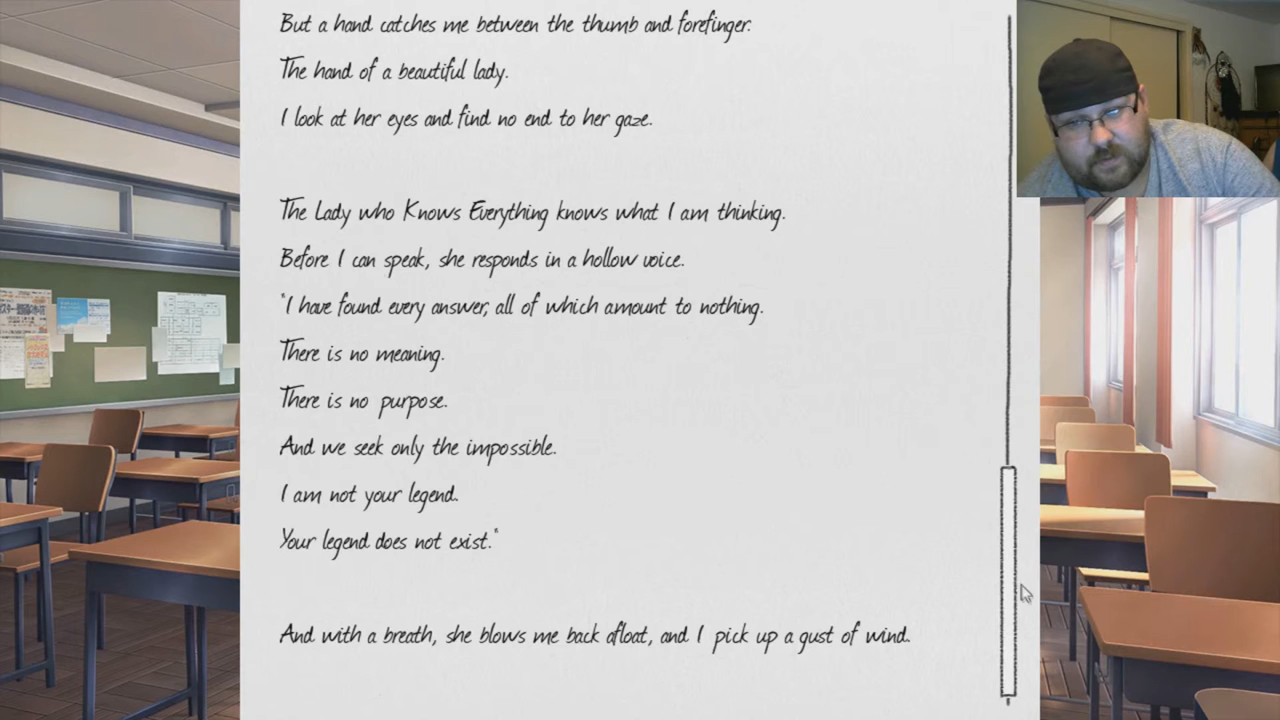 But a hand catches me between the thumb and forefinger.
The hand of a beautiful lady.
I look at her eyes and find no end to her gaze.
The Lady who Knows Everything knows what I am thinking.
Before I can speak, she responds in a hollow voice.
"I have found every answer, all of which amount to nothing.
There is no meaning.
There is no purpose.
And we seek only the impossible.
I am not your legend.
Your legend does not exist."
And with a breath, she blows me back afloat, and I pick up a gust of wind.